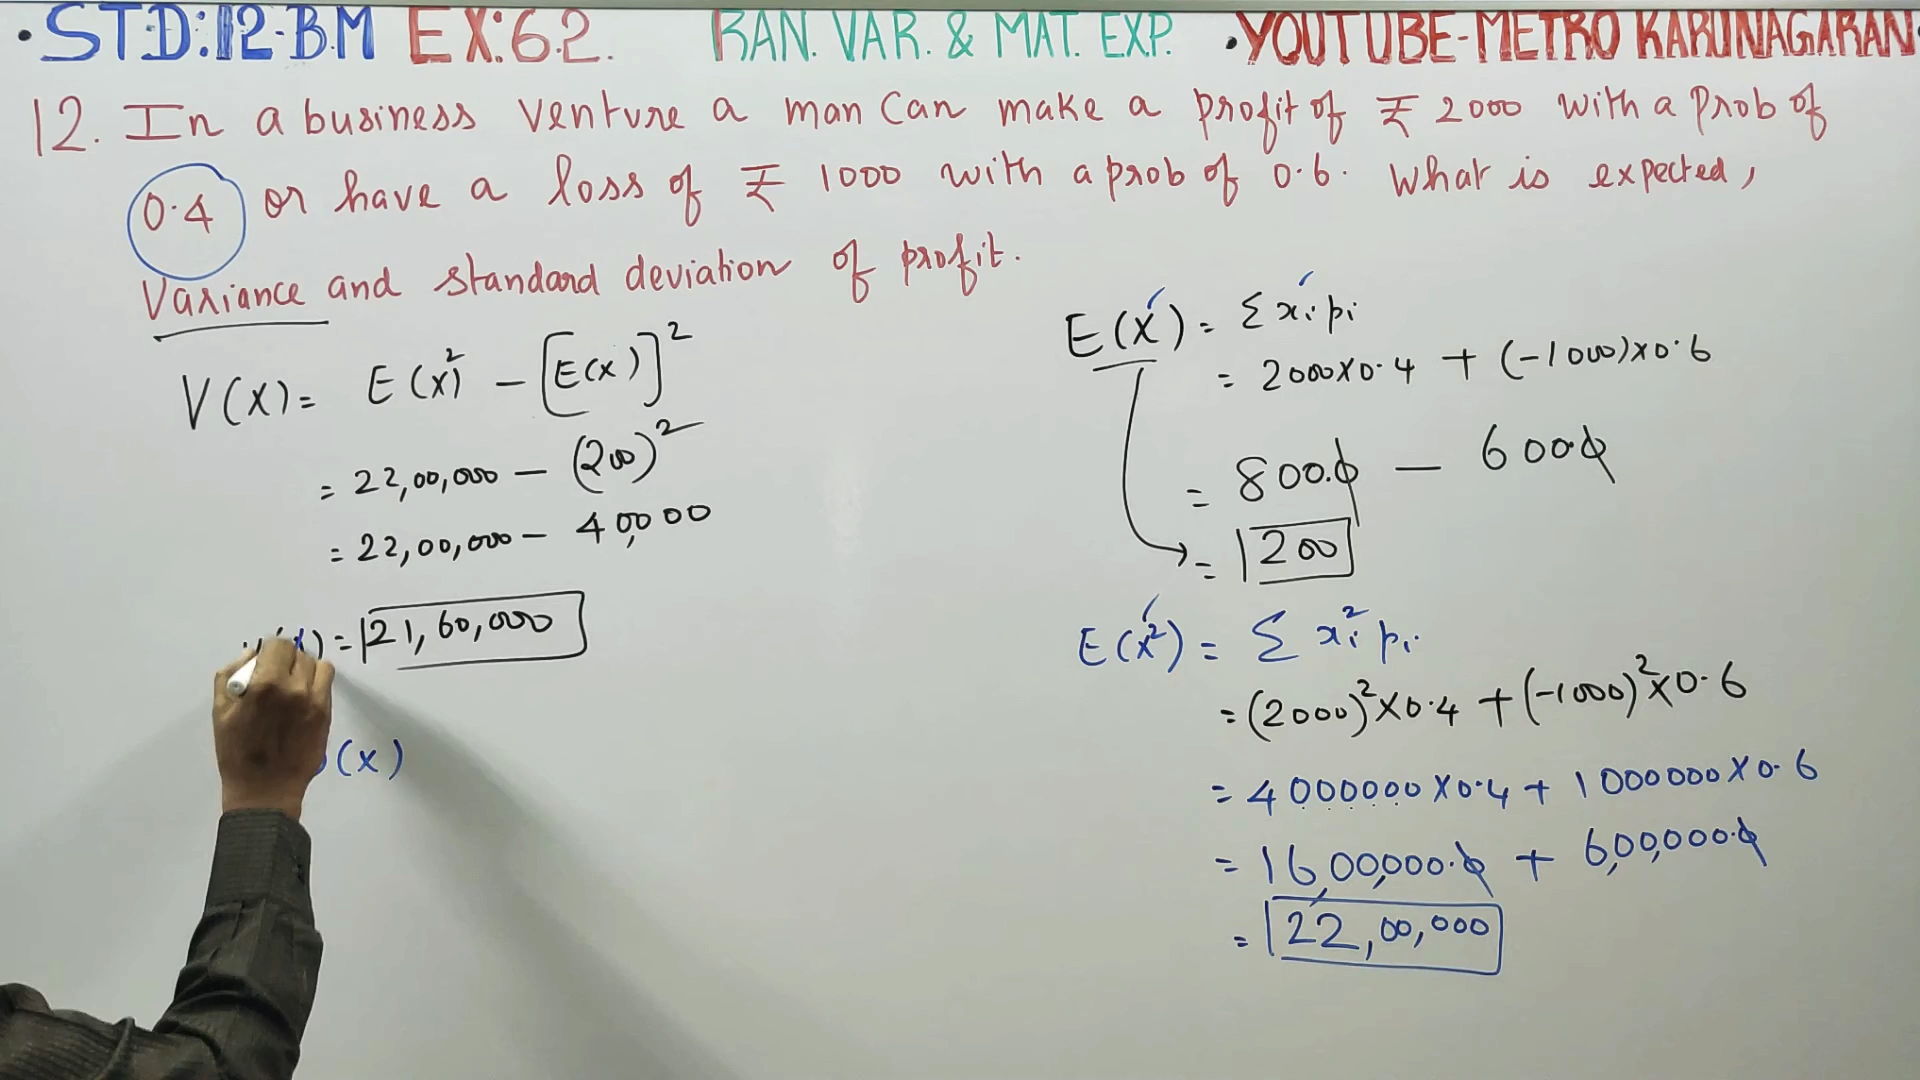 • STD:12-B.M EX:6.2. RAN. VAR. & MAT. EXP. • YOUTUBE-METRO KARUNAGARAN
12. In a business venture a man can make a profit of ₹ 2000 with a prob of
0.4 or have a loss of ₹ 1000 with a prob of 0.6. What is expected,
Variance and standard deviation of profit.
V(X) = E(X²) - [E(X)]²
= 22,00,000 - (200)²
= 22,00,000 - 40,000
= 21,60,000
(x)
E(X) = Σ xi pi
= 2000 X 0.4 + (-1000) X 0.6
= 800.0 - 600.0
= 200
E(X²) = Σ xi² pi
= (2000)² X 0.4 + (-1000)² X 0.6
= 4000000 X 0.4 + 1000000 X 0.6
= 16,00,000.0 + 6,00,000.0
= 22,00,000